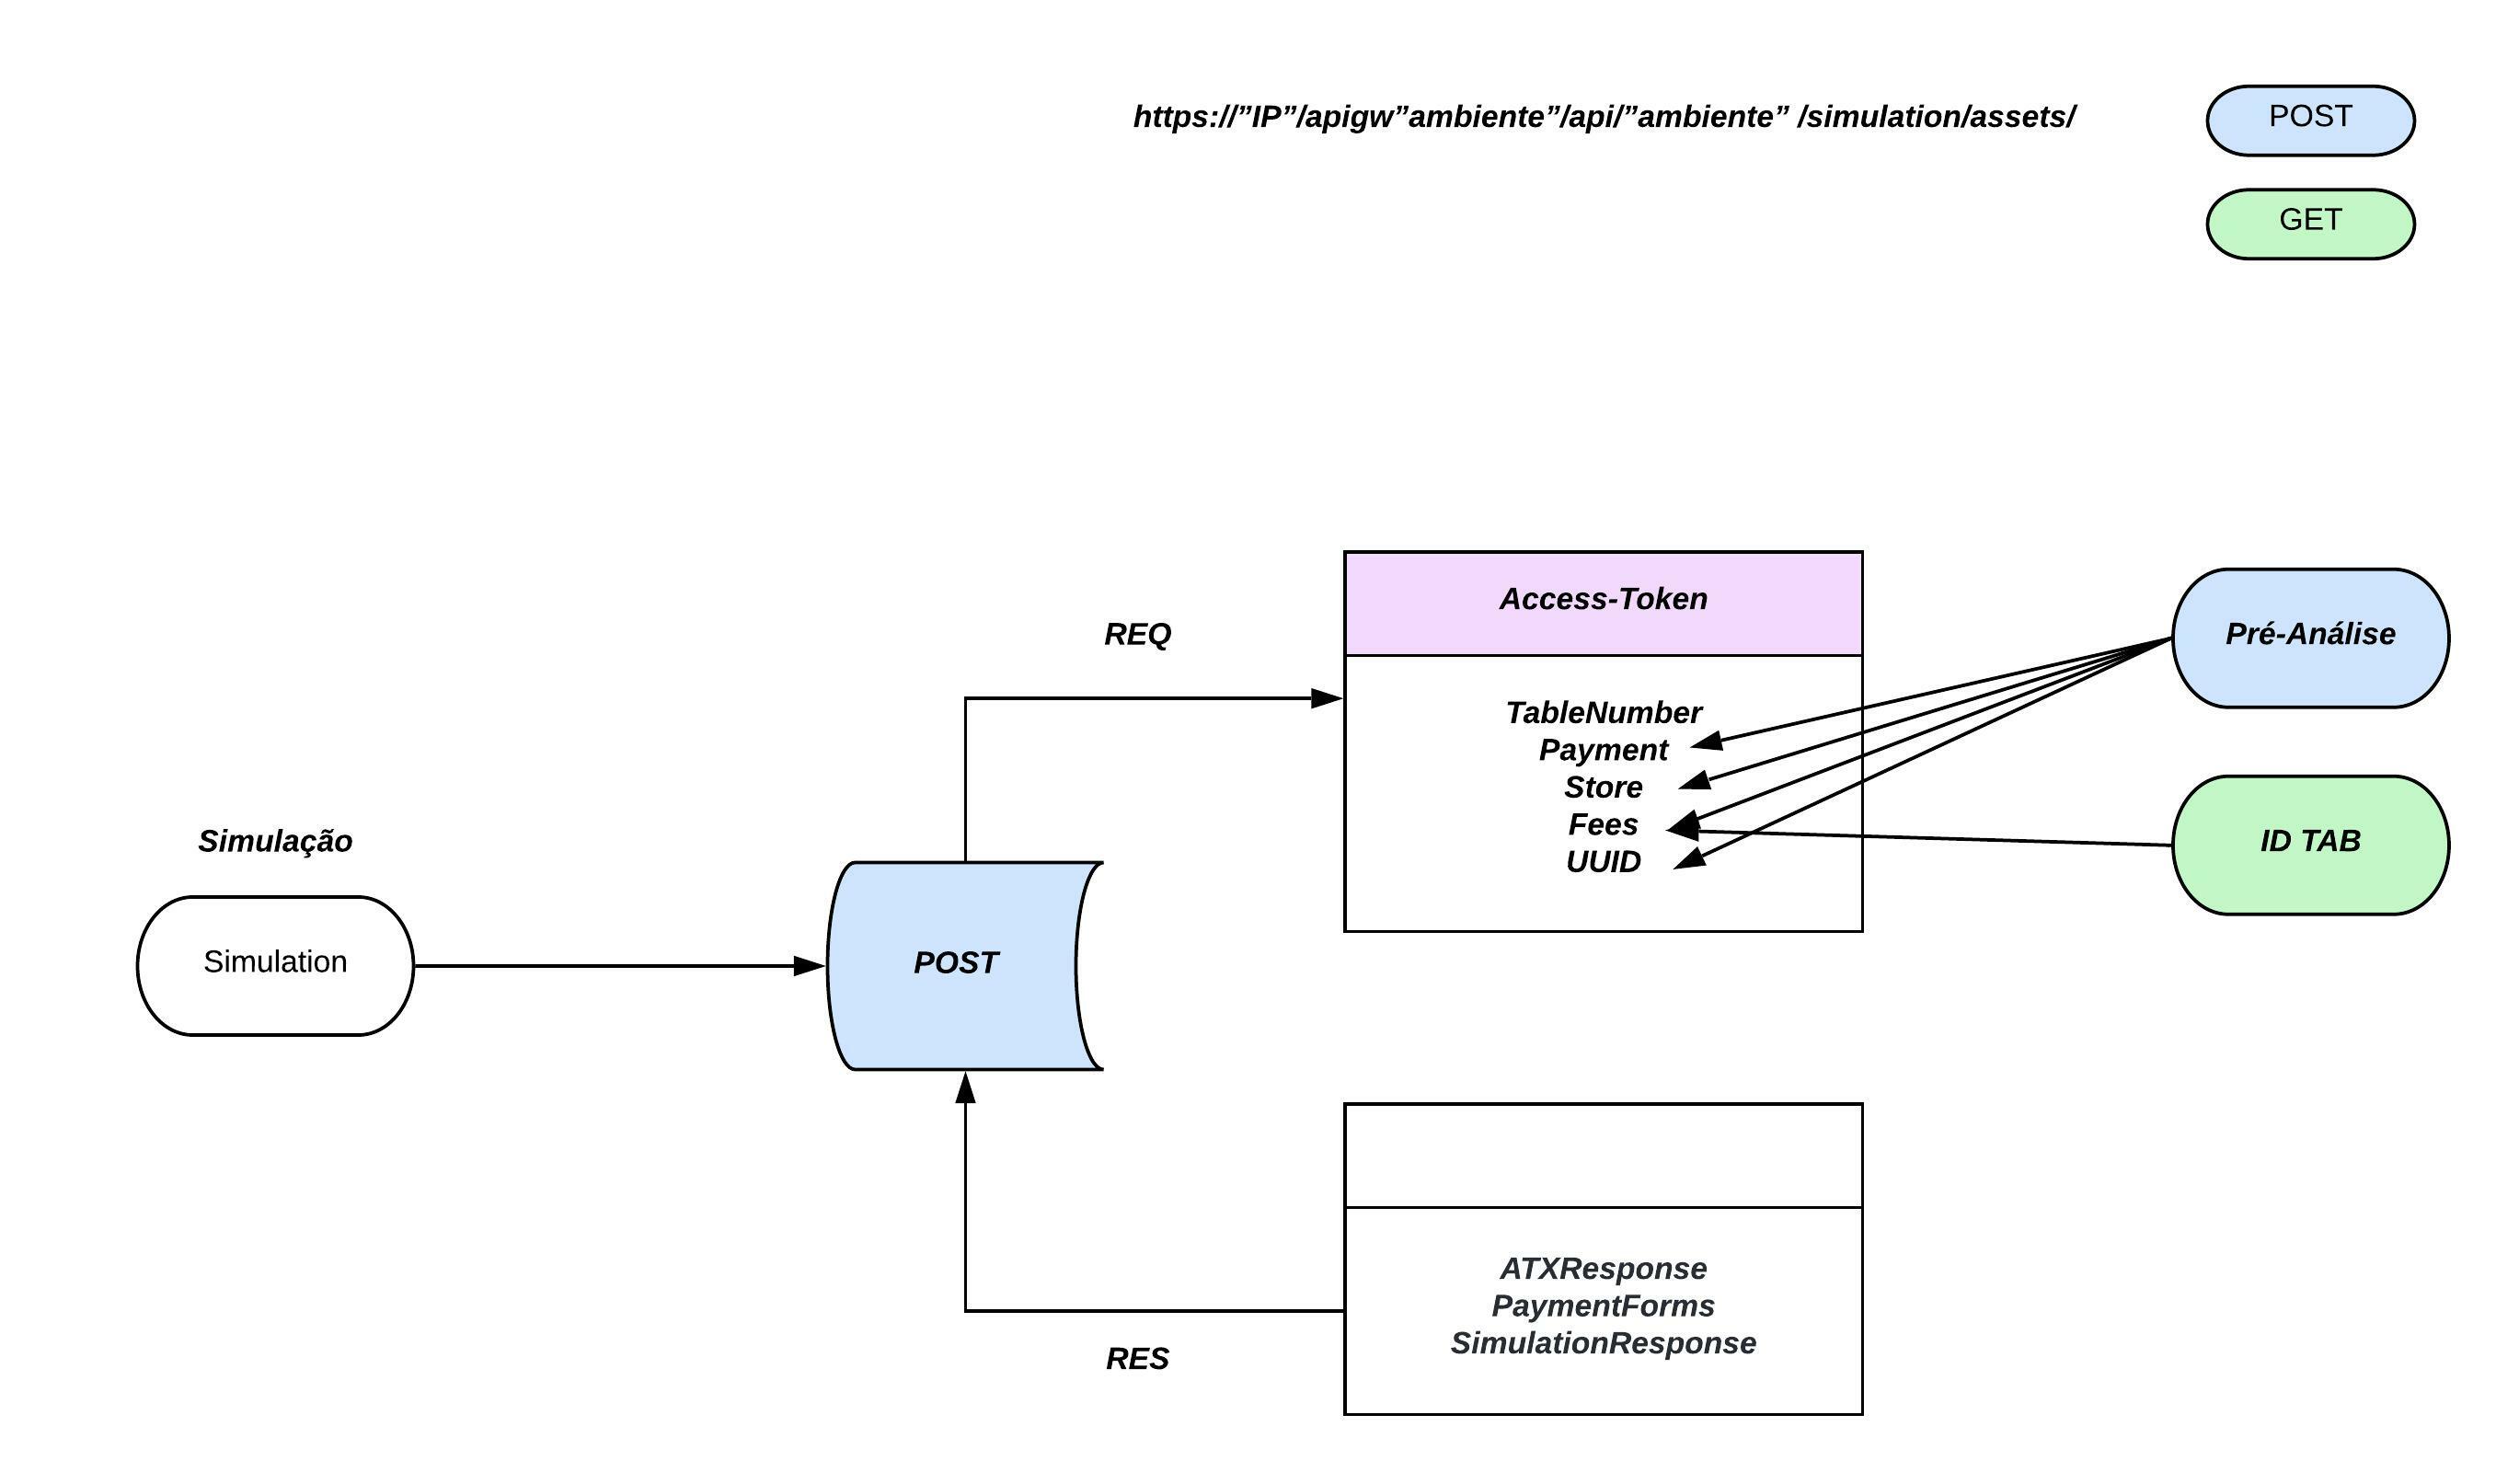 https://”IP”/apigw”ambiente”/api/”ambiente” /simulation/assets/
POST
GET
Access-Token
REQ
Pré-Análise
TableNumber
Payment
Store
Fees
UUID
ID TAB
Simulação
Simulation
POST
ATXResponse
PaymentForms
SimulationResponse
RES